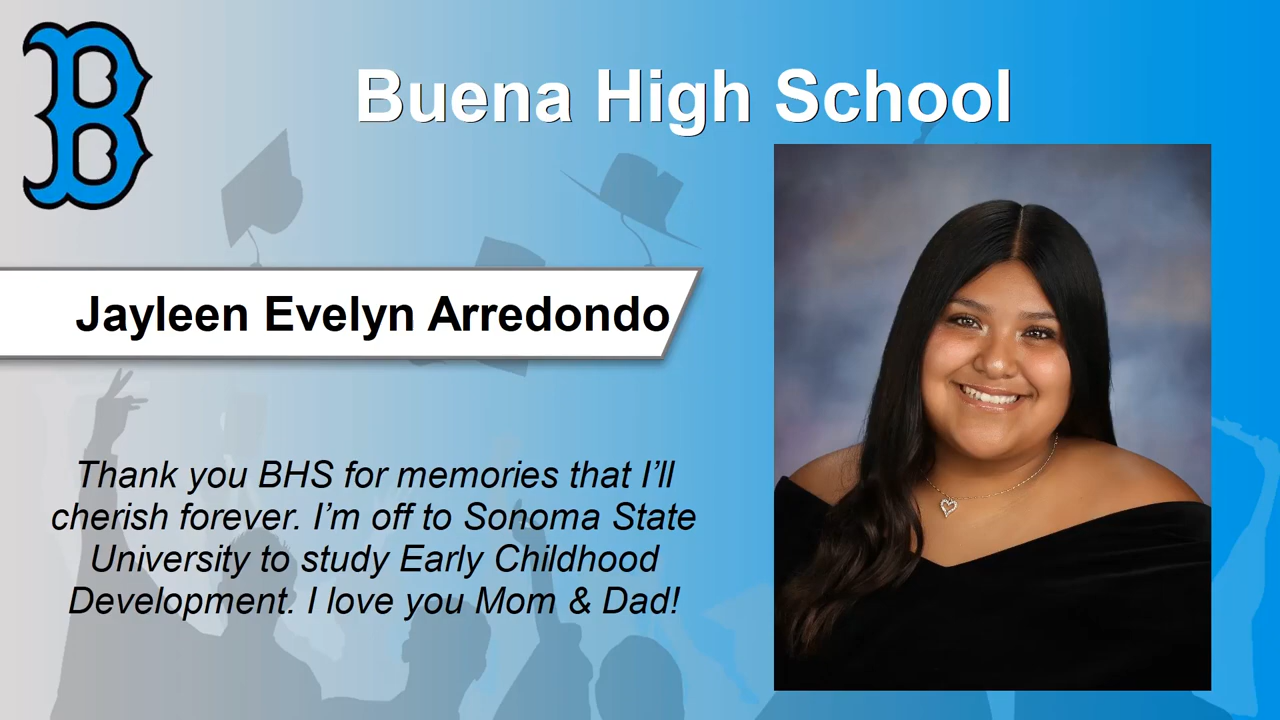 B
Buena High School
Jayleen Evelyn Arredondo
Thank you BHS for memories that I’ll
cherish forever. I’m off to Sonoma State
University to study Early Childhood
Development. I love you Mom & Dad!